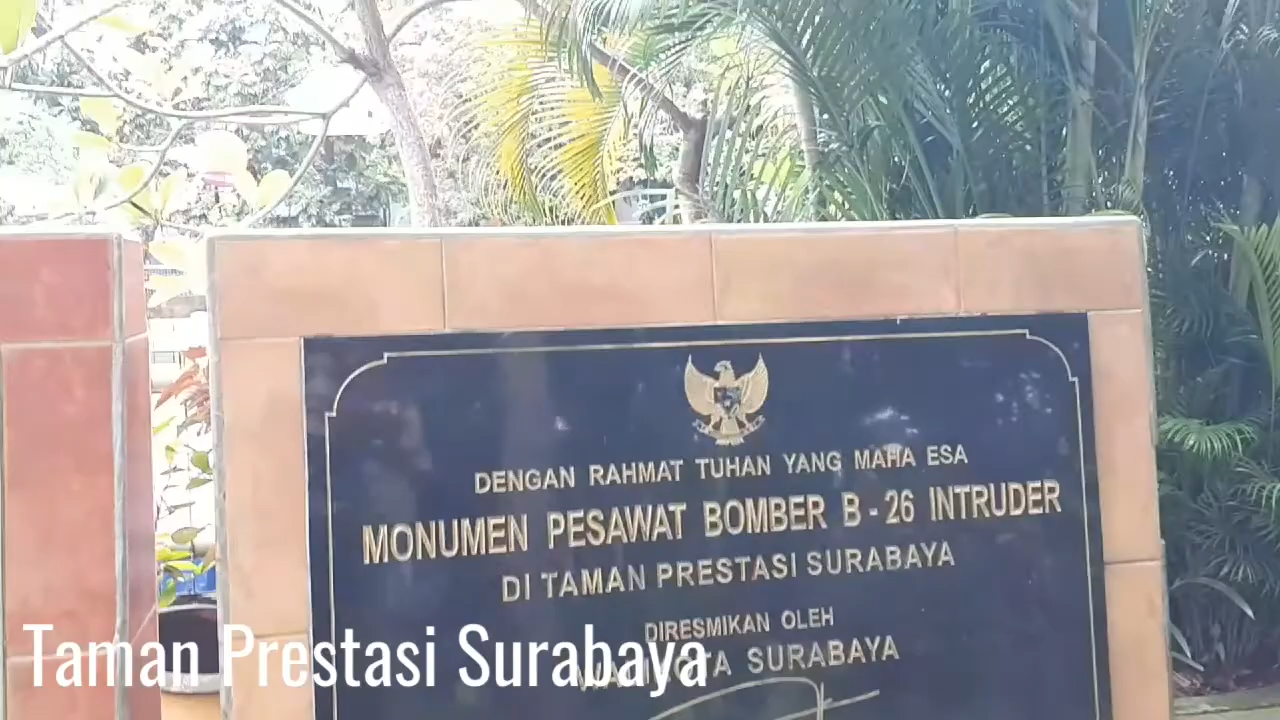 DENGAN RAHMAT TUHAN YANG MAHA ESA
MONUMEN PESAWAT BOMBER B - 26 INTRUDER
DI TAMAN PRESTASI SURABAYA
DIRESMIKAN OLEH
WALIKOTA SURABAYA
Taman Prestasi Surabaya